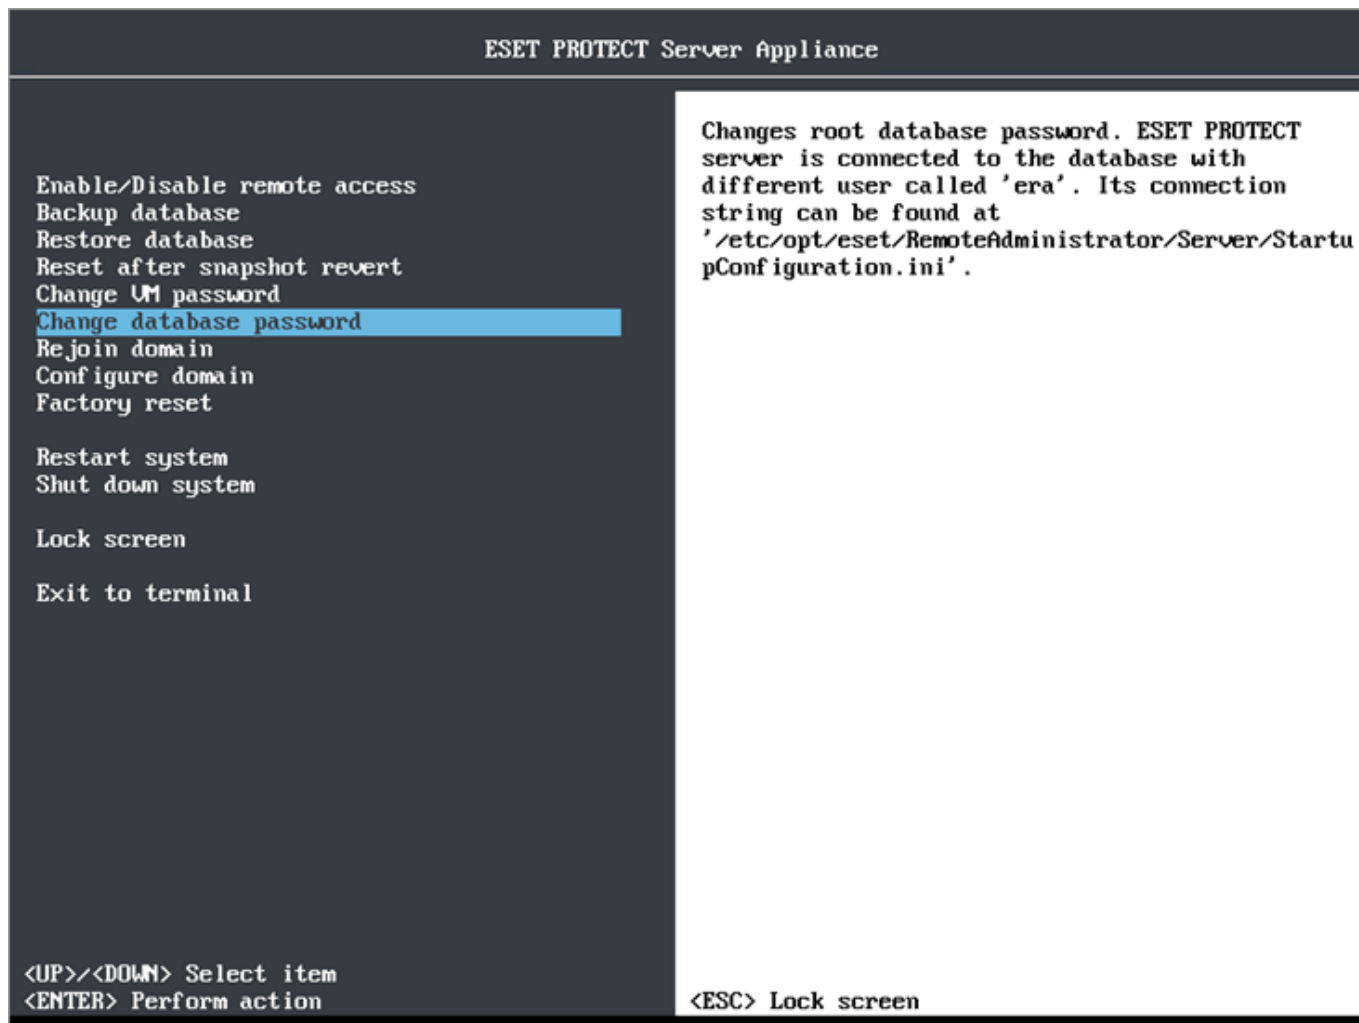 ESET PROTECT Server Appliance
Enable/Disable remote access
Backup database
Restore database
Reset after snapshot revert
Change VM password
Change database password
Rejoin domain
Configure domain
Factory reset
Restart system
Shut down system
Lock screen
Exit to terminal
<UP>/<DOWN> Select item
<ENTER> Perform action
Changes root database password. ESET PROTECT
server is connected to the database with
different user called 'era'. Its connection
string can be found at
'/etc/opt/eset/RemoteAdministrator/Server/Startu
pConfiguration.ini'.
<ESC> Lock screen